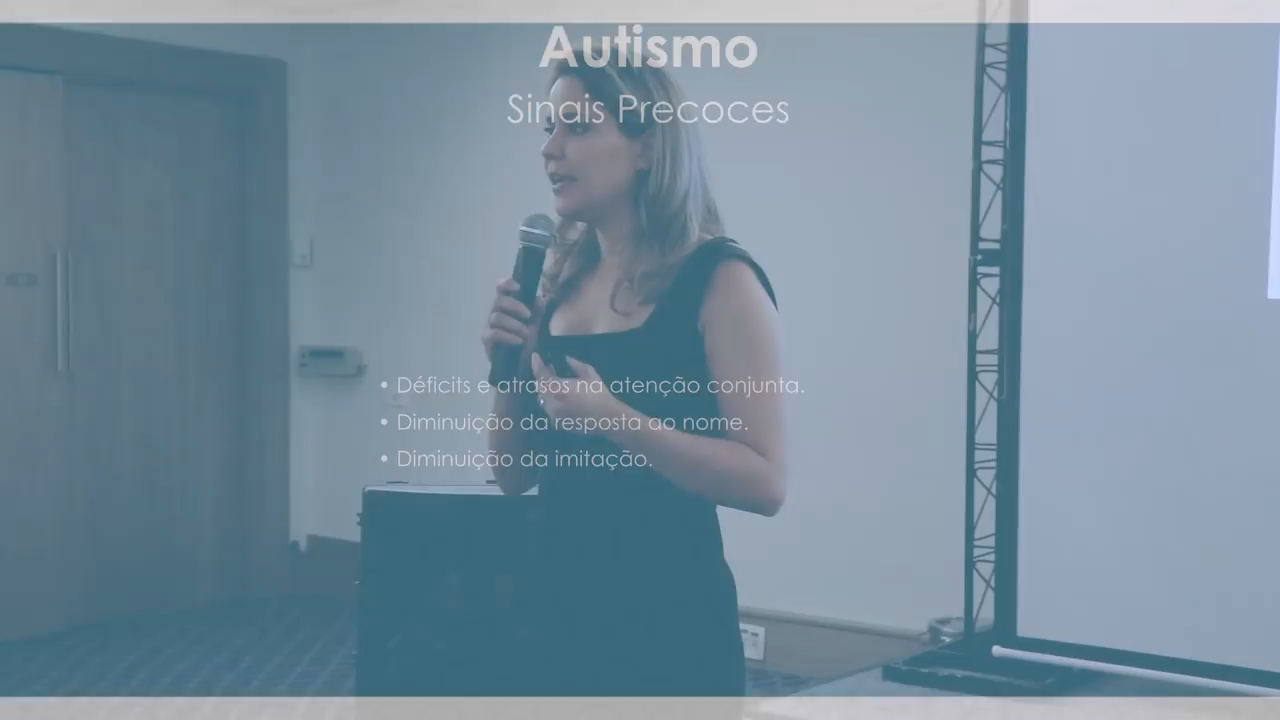 Autismo
Sinais Precoces
• Déficits e atrasos na atenção conjunta.
• Diminuição da resposta ao nome.
• Diminuição da imitação.